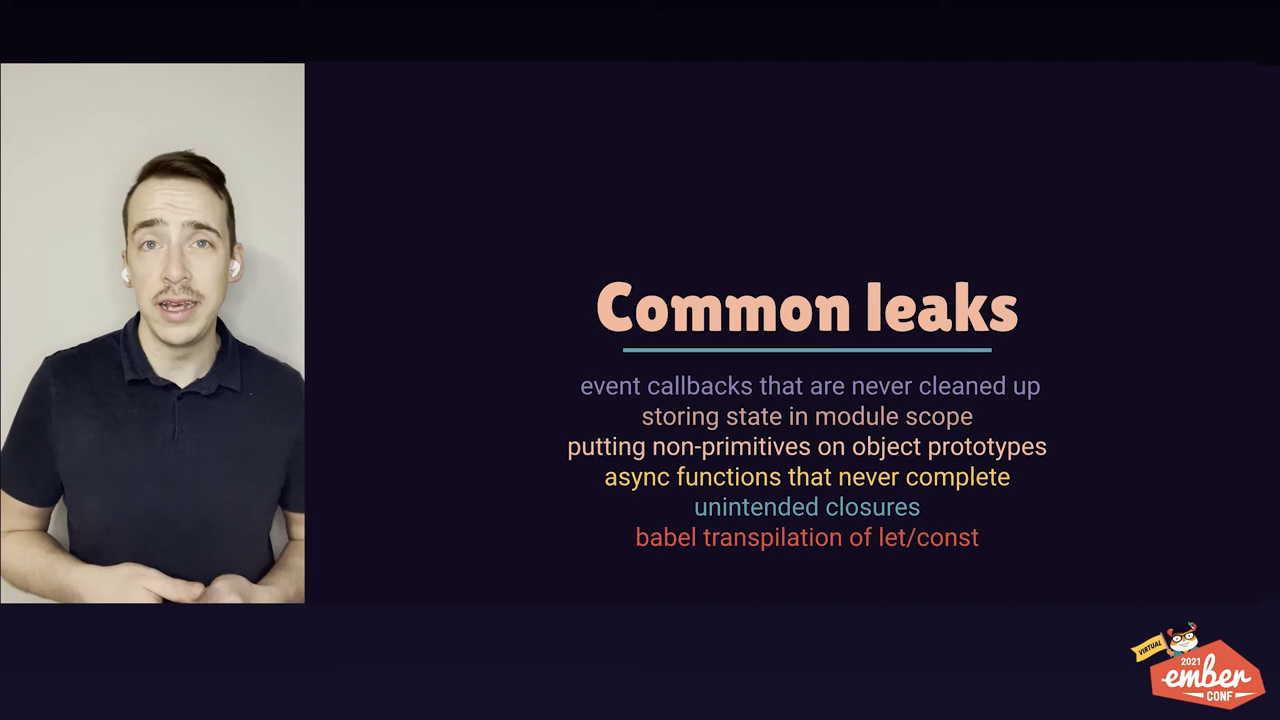 Common leaks
event callbacks that are never cleaned up
storing state in module scope
putting non-primitives on object prototypes
async functions that never complete
unintended closures
babel transpilation of let/const
VIRTUAL
2021
ember
CONF